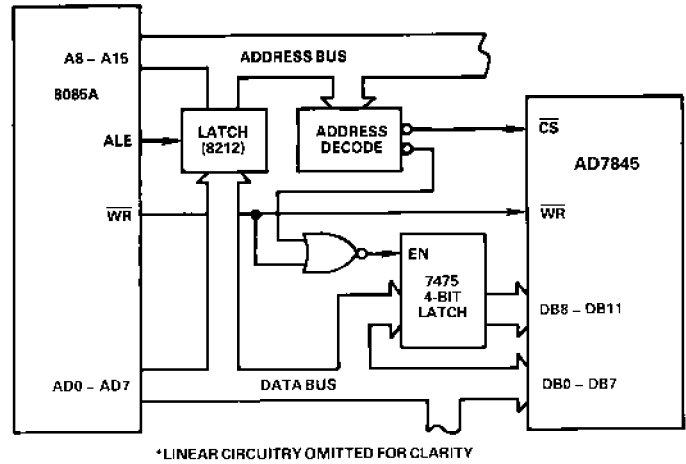 A8 – A15
ADDRESS BUS
8085A
LATCH
(8212)
ADDRESS
DECODE
ALE
CS
AD7845
WR
WR
EN
7475
4-BIT
LATCH
DB8 – DB11
AD0 – AD7
DATA BUS
DB0 – DB7
*LINEAR CIRCUITRY OMITTED FOR CLARITY